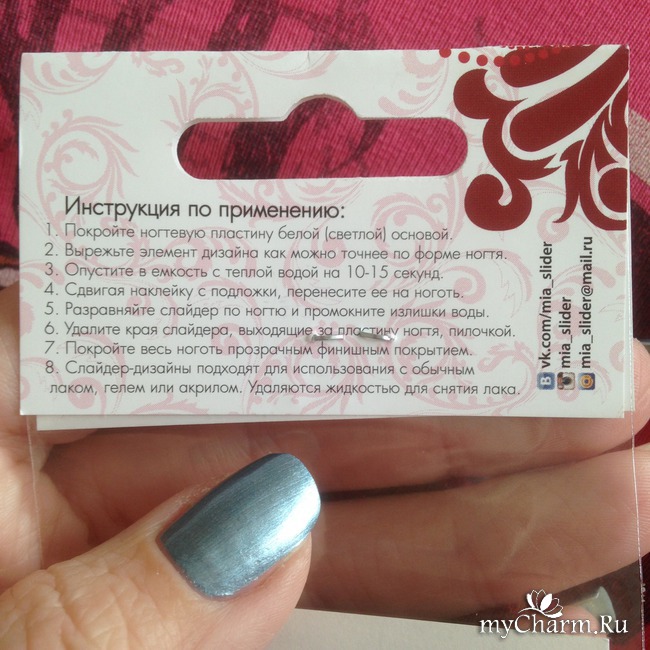 Инструкция по применению:
1. Покройте ногтевую пластину белой (светлой) основой.
2. Вырежьте элемент дизайна как можно точнее по форме ногтя.
3. Опустите в емкость с теплой водой на 10-15 секунд.
4. Сдвигая наклейку с подложки, перенесите ее на ноготь.
5. Разравняйте слайдер по ногтю и промокните излишки воды.
6. Удалите края слайдера, выходящие за пластину ногтя, пилочкой.
7. Покройте весь ноготь прозрачным финишным покрытием.
8. Слайдер-дизайны подходят для использования с обычным
лаком, гелем или акрилом. Удаляются жидкостью для снятия лака.
vk.com/mia_slider
mia_slider
mia_slider@mail.ru
myCharm.Ru